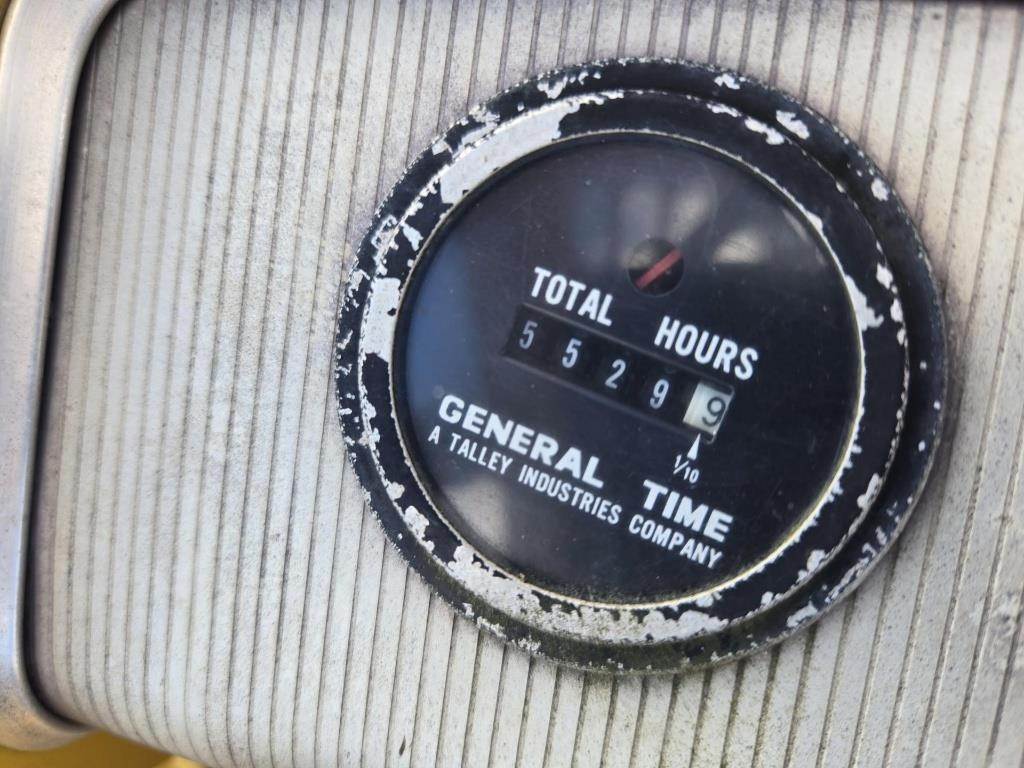 TOTAL HOURS
5 5 2 9 9
1/10
GENERAL TIME
A TALLEY INDUSTRIES COMPANY